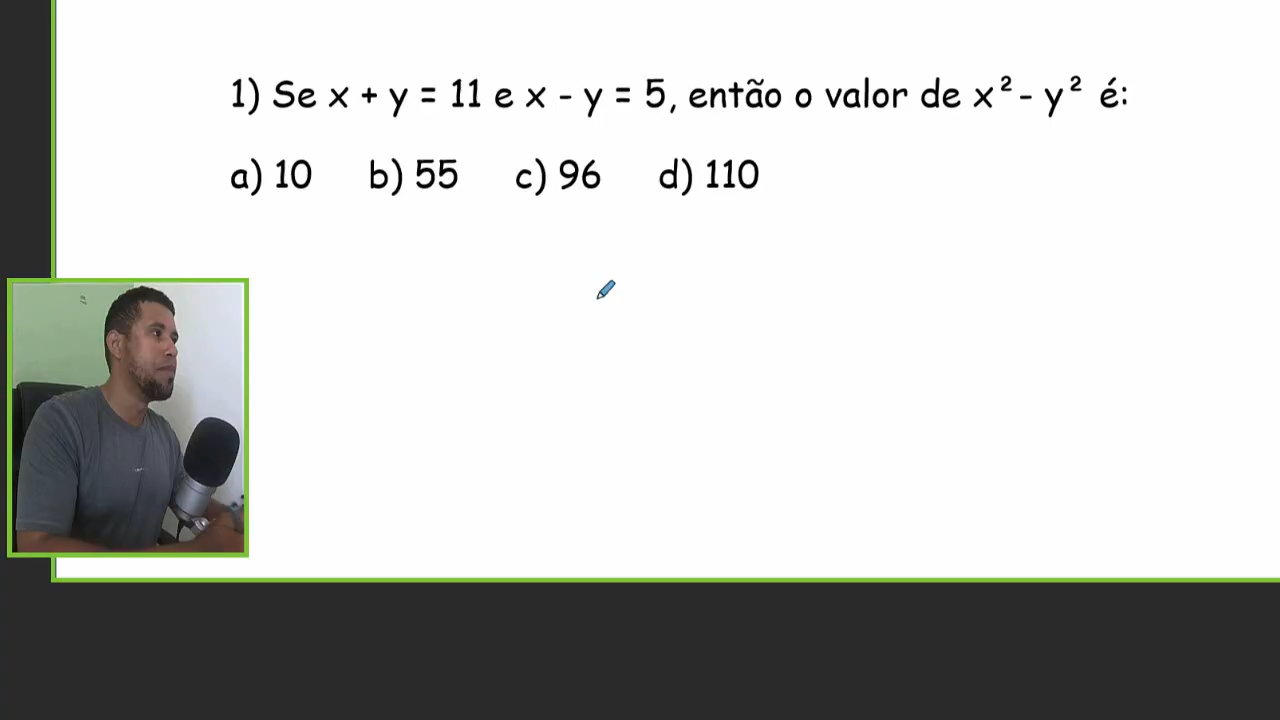 1) Se x + y = 11 e x - y = 5, então o valor de x² - y² é:
a) 10 b) 55 c) 96 d) 110